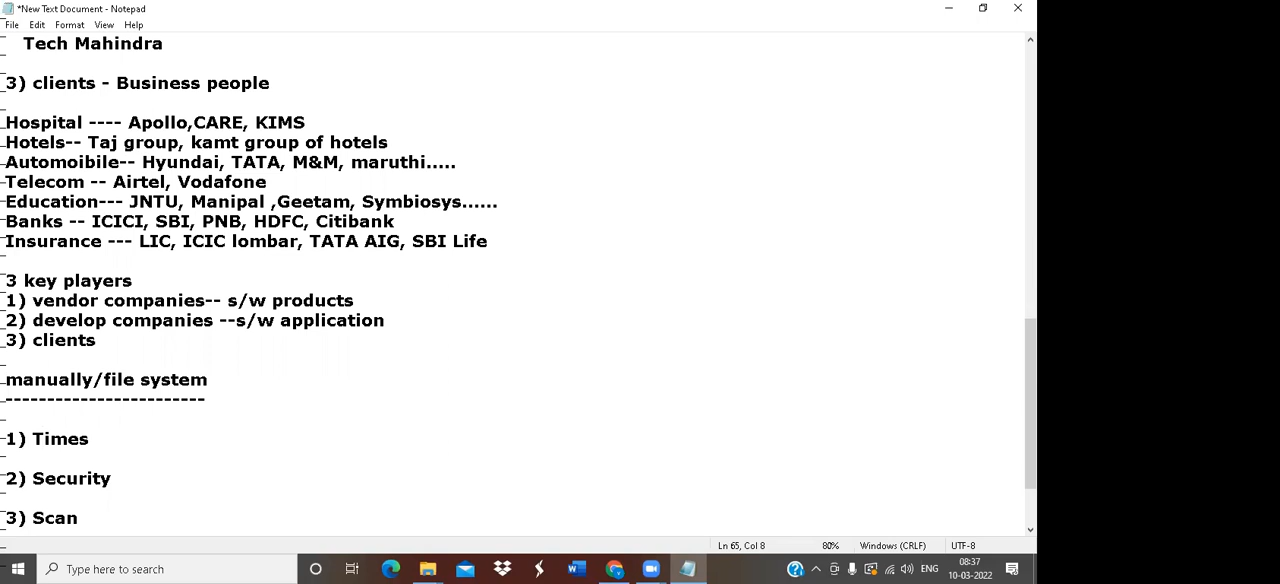 *New Text Document - Notepad
File Edit Format View Help
Tech Mahindra
3) clients - Business people
Hospital ---- Apollo,CARE, KIMS
Hotels-- Taj group, kamt group of hotels
Automoibile-- Hyundai, TATA, M&M, maruthi.....
Telecom -- Airtel, Vodafone
Education--- JNTU, Manipal ,Geetam, Symbiosys......
Banks -- ICICI, SBI, PNB, HDFC, Citibank
Insurance --- LIC, ICIC lombar, TATA AIG, SBI Life
3 key players
1) vendor companies-- s/w products
2) develop companies --s/w application
3) clients
manually/file system
------------------------
1) Times
2) Security
3) Scan
Ln 65, Col 8 80% Windows (CRLF) UTF-8
Type here to search ENG 08:37
10-03-2022